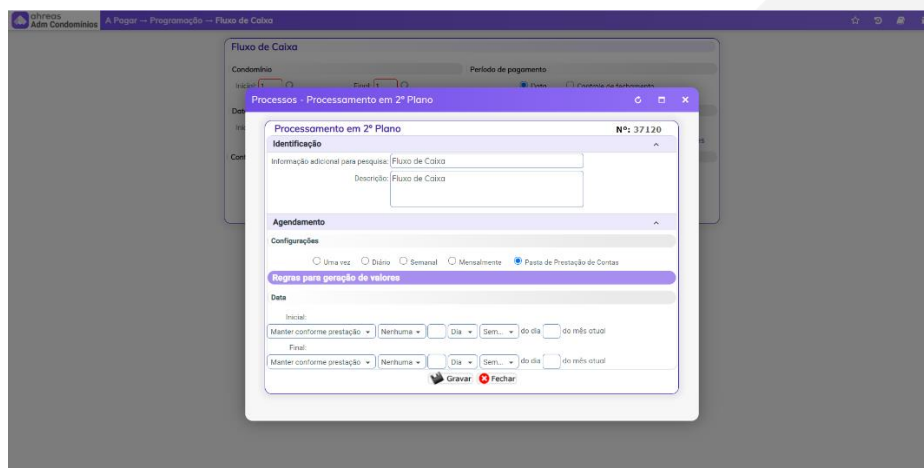 ahreas
Adm Condomínios A Pagar → Programação → Fluxo de Caixa
Fluxo de Caixa
Condomínio Período de pagamento
Inicial Final Data Controle de fechamento
Processos - Processamento em 2º Plano
Processamento em 2º Plano Nº: 37120
Identificação
Informação adicional para pesquisa: Fluxo de Caixa
Descrição: Fluxo de Caixa
Agendamento
Configurações
Uma vez Diário Semanal Mensalmente Pasta de Prestação de Contas
Regras para geração de valores
Data
Inicial:
Manter conforme prestação Nenhuma Dia Sem... do dia do mês atual
Final:
Manter conforme prestação Nenhuma Dia Sem... do dia do mês atual
Gravar Fechar